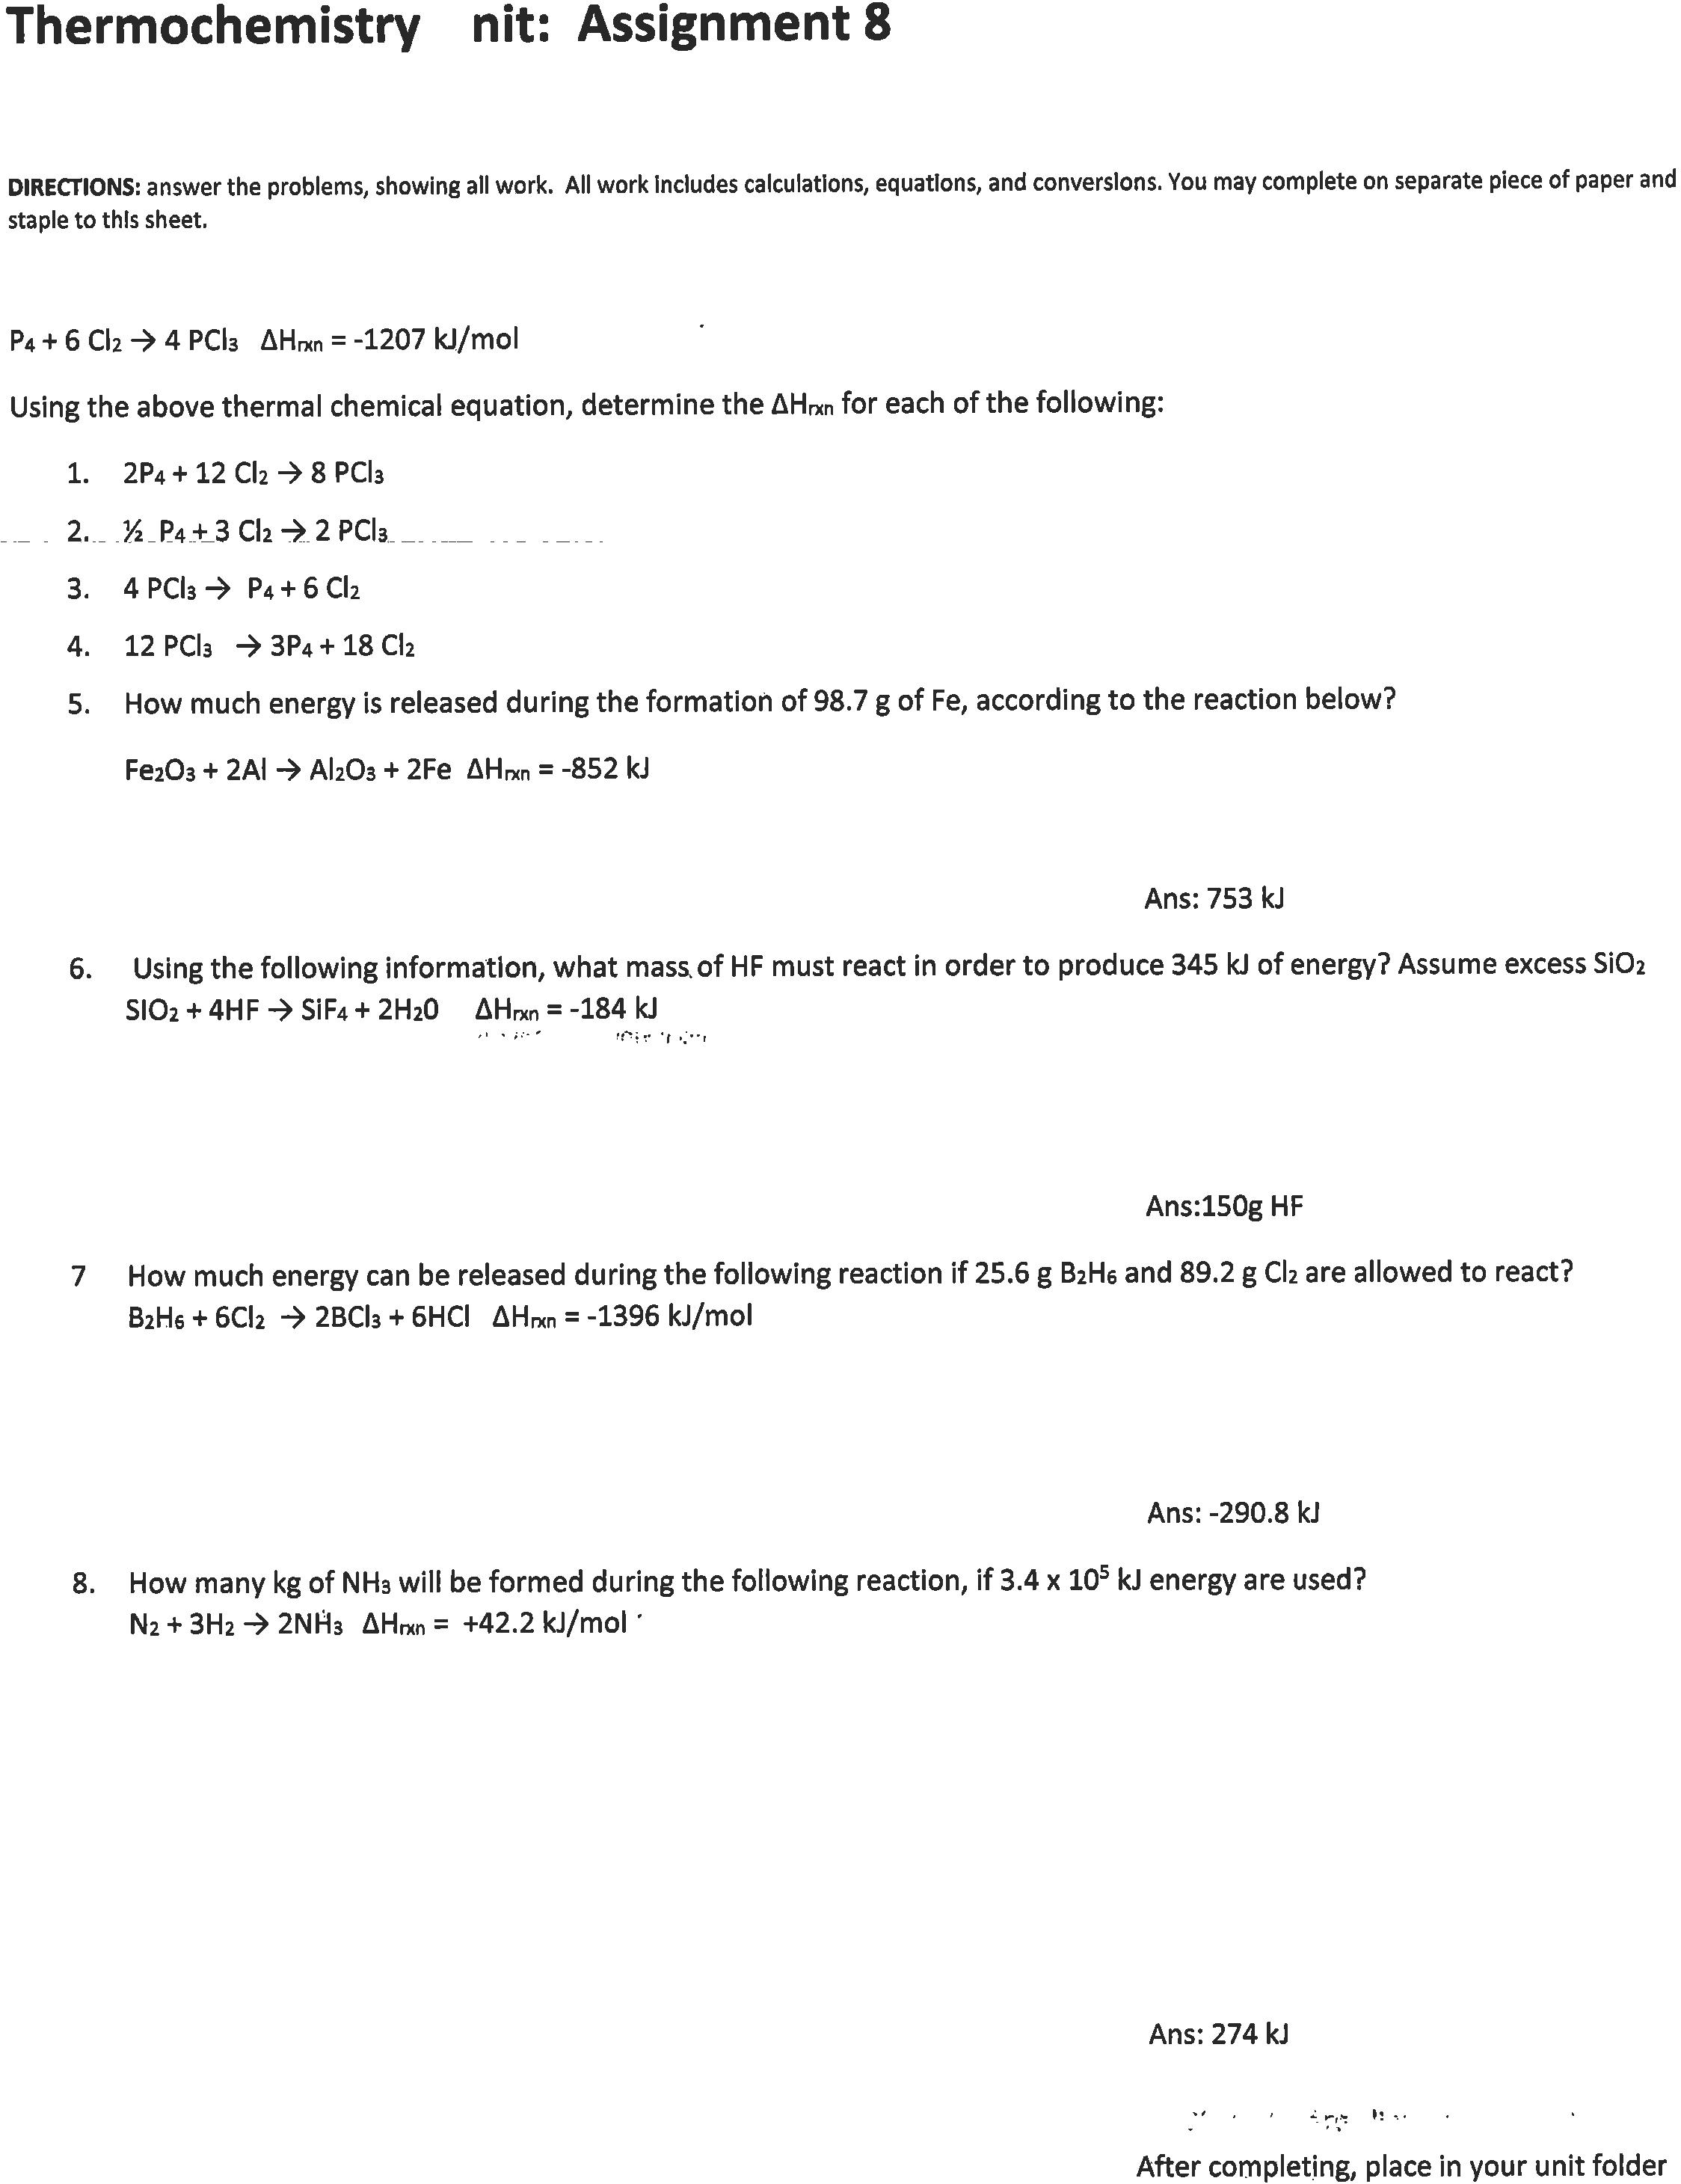 Thermochemistry nit: Assignment 8
DIRECTIONS: answer the problems, showing all work. All work includes calculations, equations, and conversions. You may complete on separate piece of paper and
staple to this sheet.
P₄ + 6 Cl₂ → 4 PCl₃ ΔHrxn = -1207 kJ/mol
Using the above thermal chemical equation, determine the ΔHrxn for each of the following:
1. 2P₄ + 12 Cl₂ → 8 PCl₃
2. ½ P₄ + 3 Cl₂ → 2 PCl₃
3. 4 PCl₃ → P₄ + 6 Cl₂
4. 12 PCl₃ → 3P₄ + 18 Cl₂
5. How much energy is released during the formation of 98.7 g of Fe, according to the reaction below?
Fe₂O₃ + 2Al → Al₂O₃ + 2Fe ΔHrxn = -852 kJ
Ans: 753 kJ
6. Using the following information, what mass of HF must react in order to produce 345 kJ of energy? Assume excess SiO₂
SIO₂ + 4HF → SiF₄ + 2H₂0 ΔHrxn = -184 kJ
Ans:150g HF
7 How much energy can be released during the following reaction if 25.6 g B₂H₆ and 89.2 g Cl₂ are allowed to react?
B₂H₆ + 6Cl₂ → 2BCl₃ + 6HCl ΔHrxn = -1396 kJ/mol
Ans: -290.8 kJ
8. How many kg of NH₃ will be formed during the following reaction, if 3.4 x 10⁵ kJ energy are used?
N₂ + 3H₂ → 2NH₃ ΔHrxn = +42.2 kJ/mol
Ans: 274 kJ
After completing, place in your unit folder